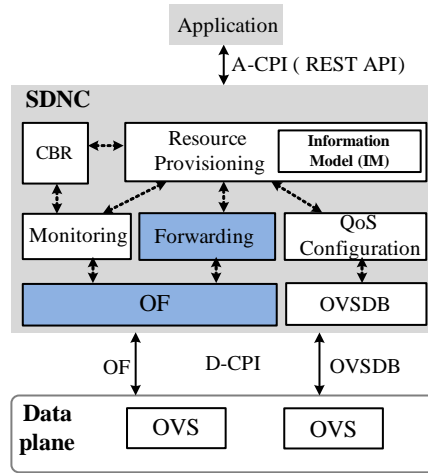 Application
A-CPI ( REST API)
SDNC
CBR
Resource
Provisioning
Information
Model (IM)
Monitoring
Forwarding
QoS
Configuration
OF
OVSDB
OF
D-CPI
OVSDB
Data
plane
OVS
OVS